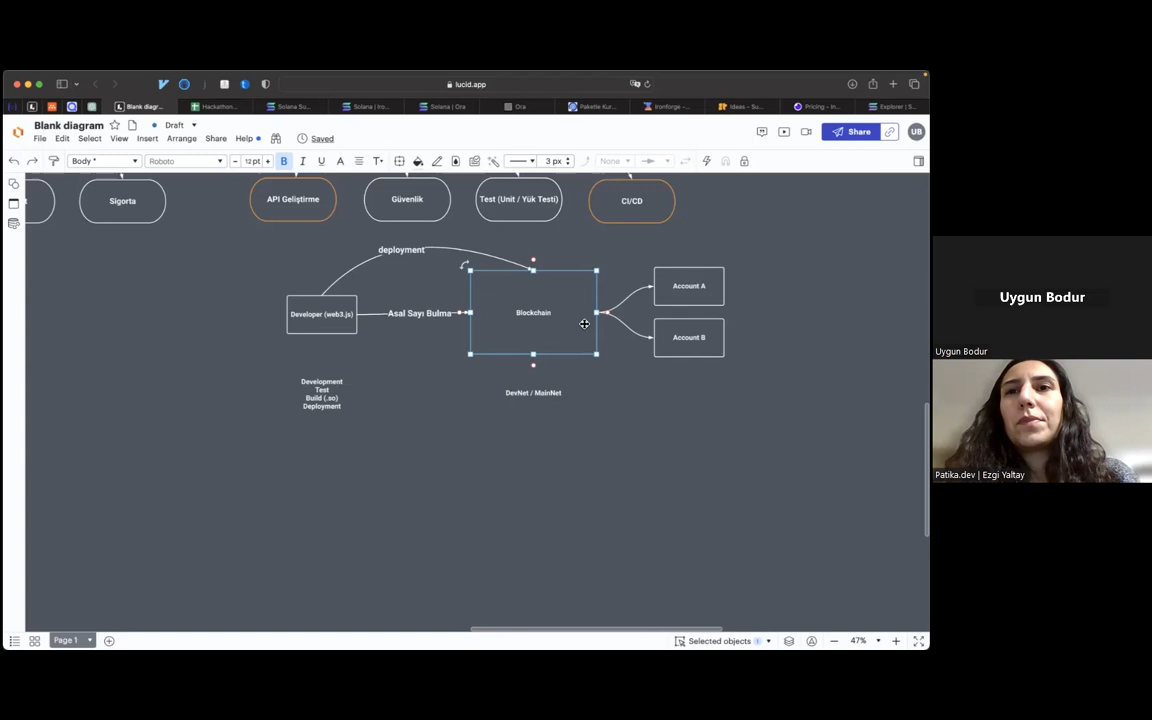 lucid.app
Blank diagr...
Hackathon...
Solana Su...
Solana | Iro...
Solana | Ora
Ora
Paketle Kur...
Ironforge -...
Ideas - Su...
Pricing - In...
Explorer | S...
Blank diagram
Draft
File Edit Select View Insert Arrange Share Help
Saved
Share
UB
Body *
Roboto
12 pt
B I U A T
3 px
None
Sigorta
API Geliştirme
Güvenlik
Test (Unit / Yük Testi)
CI/CD
deployment
Developer (web3.js)
Asal Sayı Bulma
Blockchain
Account A
Account B
Development
Test
Build (.so)
Deployment
DevNet / MainNet
Uygun Bodur
Uygun Bodur
Patika.dev | Ezgi Yaltay
Page 1
Selected objects 1
47%